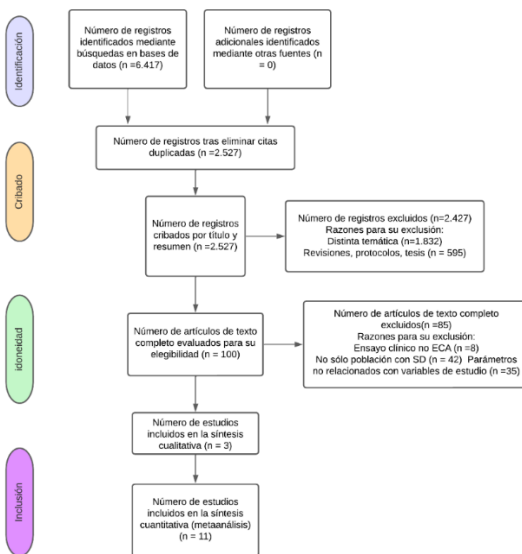 Identificación
Número de registros
identificados mediante
búsquedas en bases de
datos (n =6.417)
Número de registros
adicionales identificados
mediante otras fuentes (n
= 0)
Cribado
Número de registros tras eliminar citas
duplicadas (n =2.527)
Número de registros
cribados por título y
resumen (n =2.527)
Número de registros excluidos (n=2.427)
Razones para su exclusión:
Distinta temática (n=1.832)
Revisiones, protocolos, tesis (n = 595)
idoneidad
Número de artículos de texto
completo evaluados para su
elegibilidad (n = 100)
Número de artículos de texto completo
excluidos(n =85)
Razones para su exclusión:
Ensayo clínico no ECA (n =8)
No sólo población con SD (n = 42) Parámetros
no relacionados con variables de estudio (n =35)
Inclusión
Número de estudios
incluidos en la síntesis
cualitativa (n = 3)
Número de estudios
incluidos en la síntesis
cuantitativa (metaanálisis)
(n = 11)